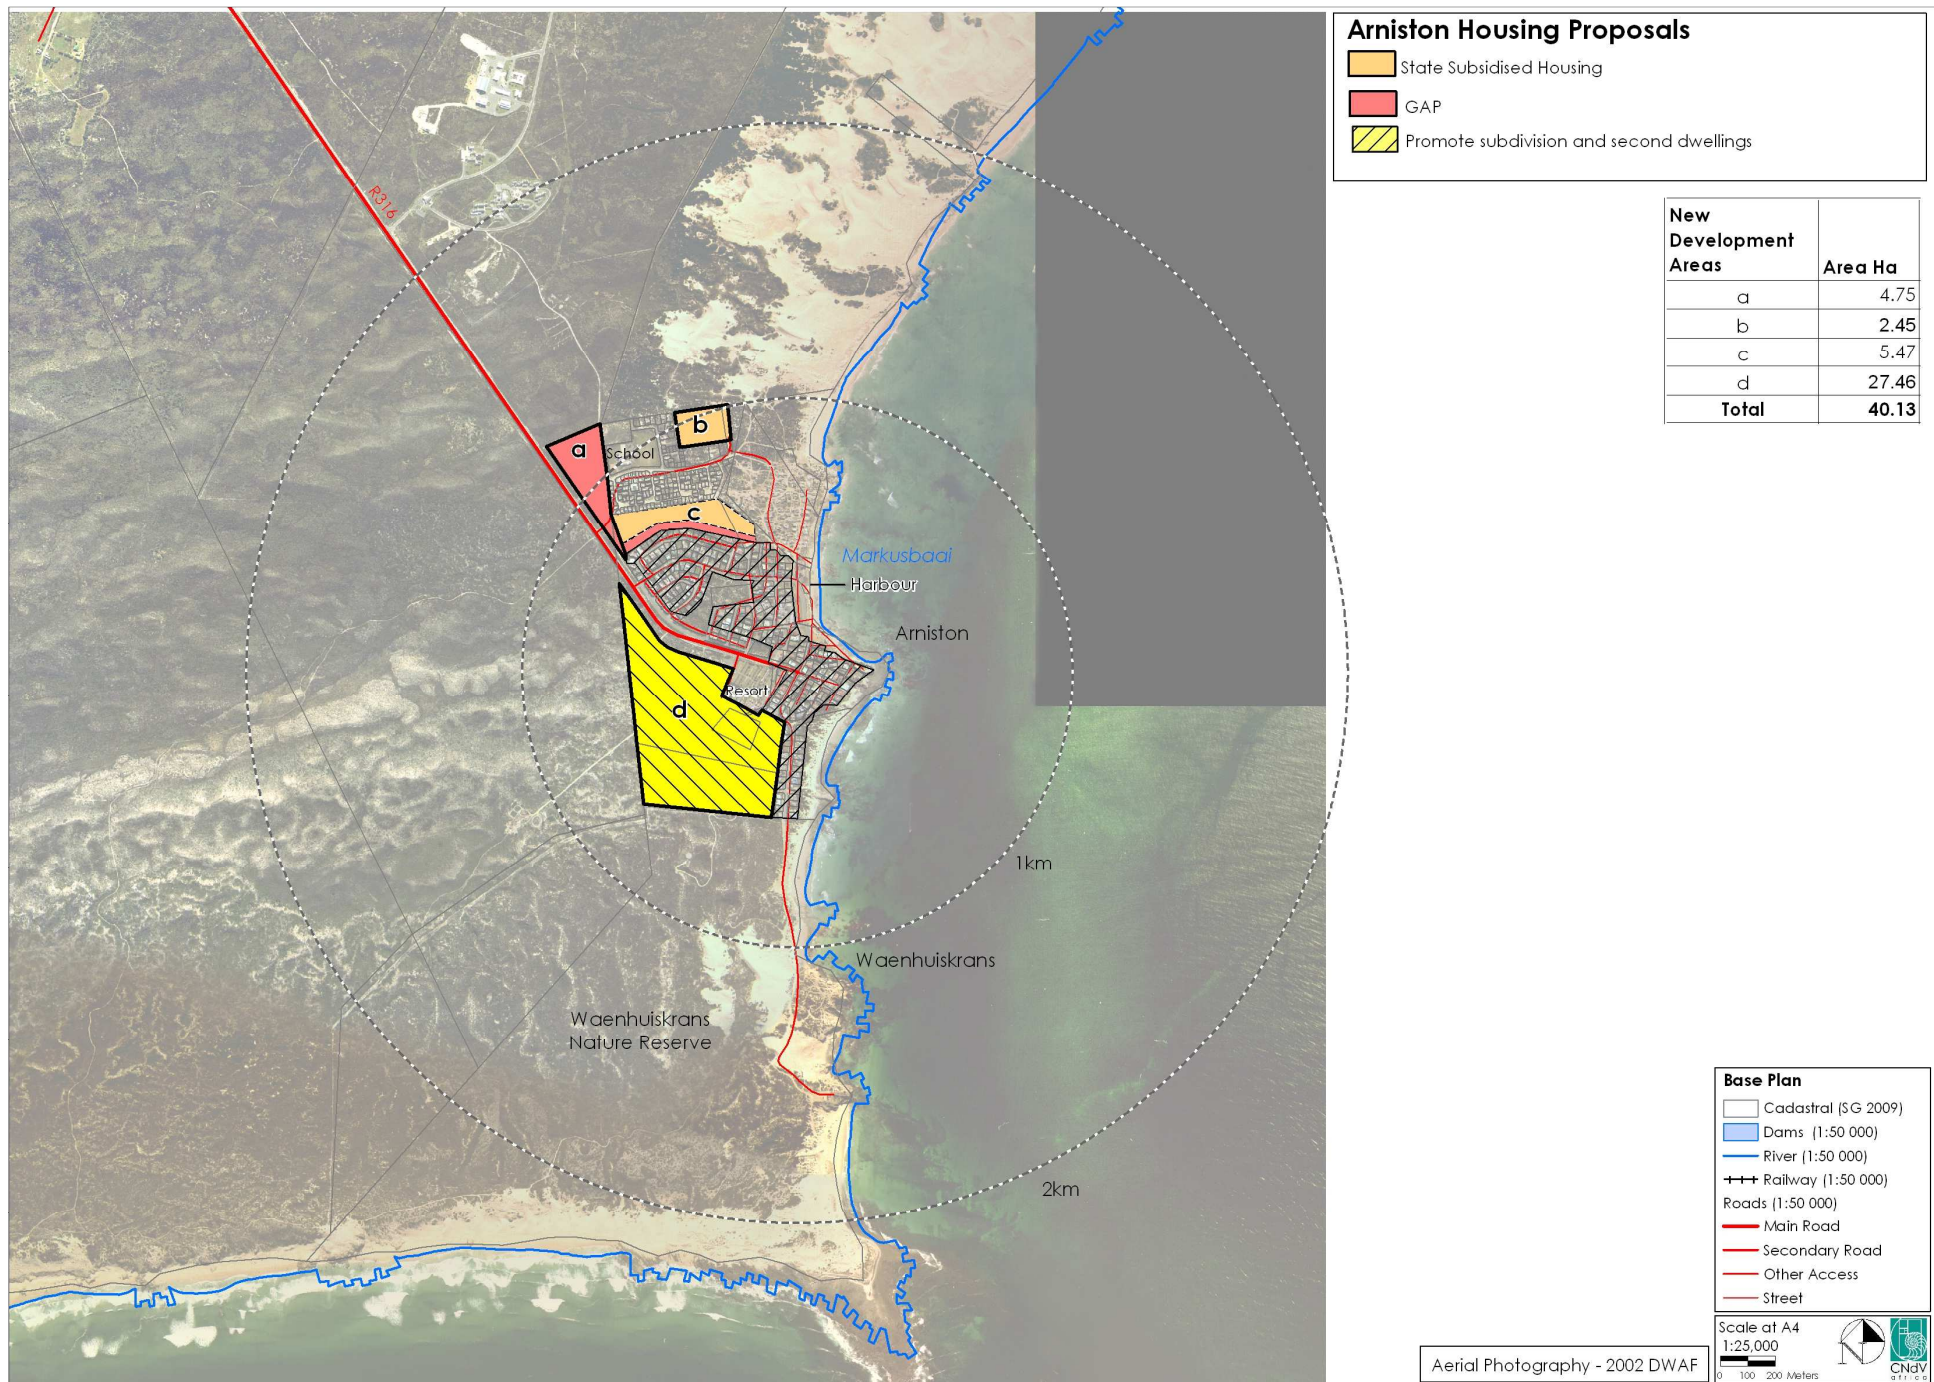 Arniston Housing Proposals
State Subsidised Housing
GAP
Promote subdivision and second dwellings
New
Development
Areas Area Ha
a 4.75
b 2.45
c 5.47
d 27.46
Total 40.13
R316
a
School
b
c
Markusbaai
Harbour
Arniston
Resort
d
1km
Waenhuiskrans
Waenhuiskrans
Nature Reserve
2km
Base Plan
Cadastral (SG 2009)
Dams (1:50 000)
River (1:50 000)
Railway (1:50 000)
Roads (1:50 000)
Main Road
Secondary Road
Other Access
Street
Scale at A4
1:25,000
0 100 200 Meters
N
CNdV
africa
Aerial Photography - 2002 DWAF